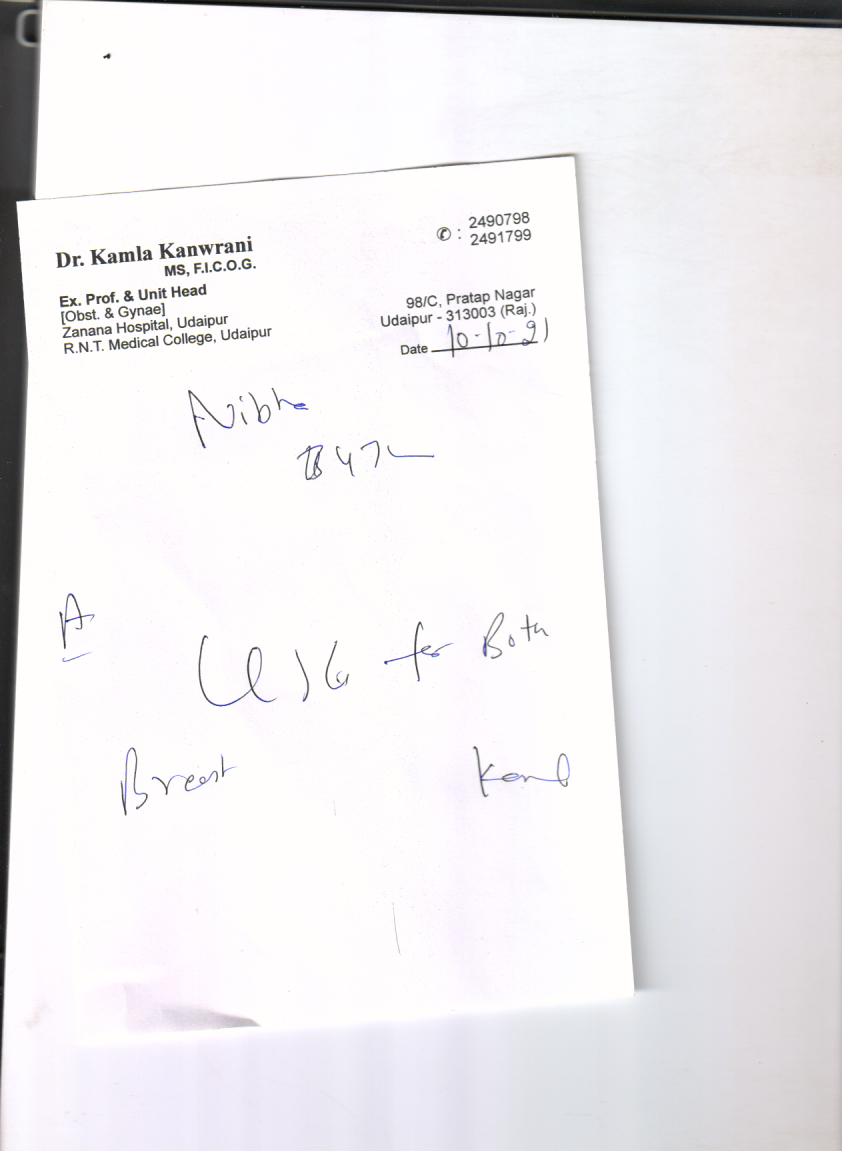 Dr. Kamla Kanwrani
MS, F.I.C.O.G.
Ex. Prof. & Unit Head
[Obst. & Gynae]
Zanana Hospital, Udaipur
R.N.T. Medical College, Udaipur
✆ : 2490798
2491799
98/C, Pratap Nagar
Udaipur - 313003 (Raj.)
Date 10-10-21
Nibha
USG for Both
Breast